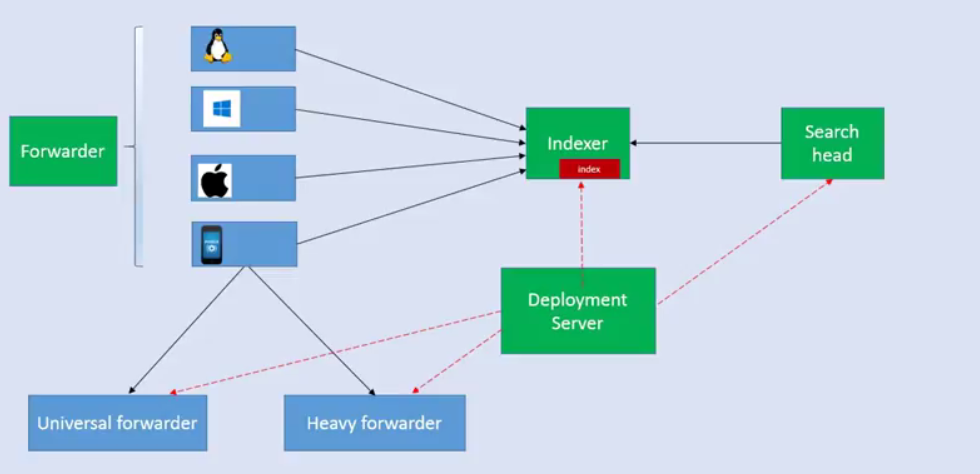 Forwarder
Indexer
index
Search
head
Deployment
Server
Universal forwarder
Heavy forwarder